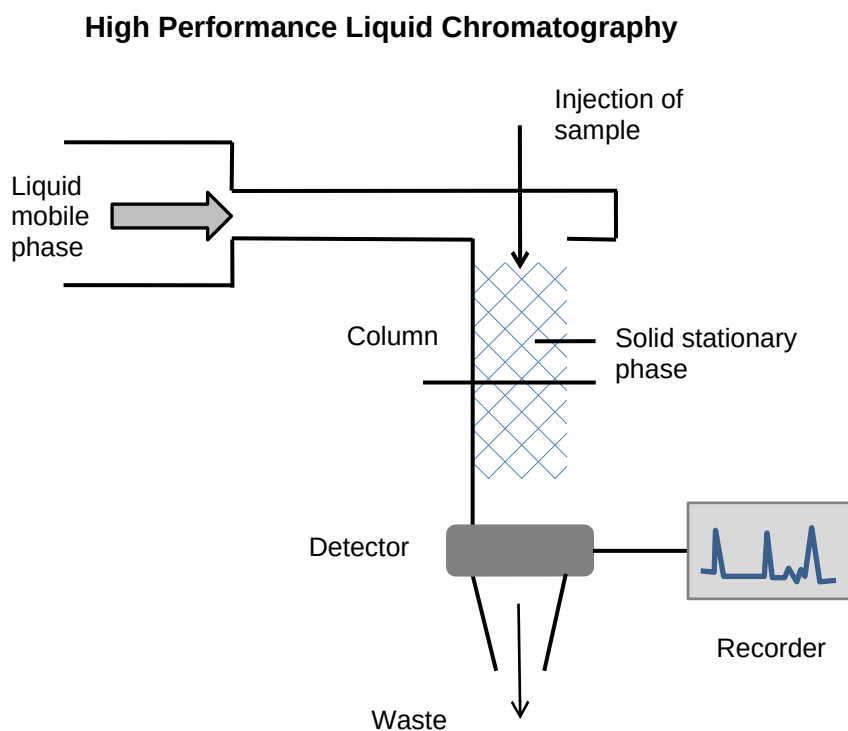 High Performance Liquid Chromatography
Injection of
sample
Liquid
mobile
phase
Column
Solid stationary
phase
Detector
Recorder
Waste